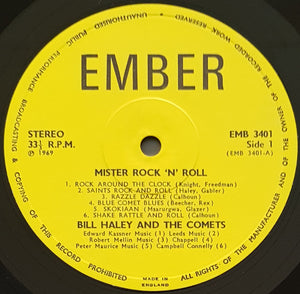 UNAUTHORISED PUBLIC PERFORMANCE BROADCASTING & COPYING OF THIS RECORD PROHIBITED
ALL RIGHTS OF THE MANUFACTURER AND OF THE OWNER OF THE RECORDED WORK RESERVED
EMBER
STEREO
33⅓ R.P.M.
℗ 1969
EMB 3401
Side 1
(EMB 3401-A)
MISTER ROCK 'N' ROLL
1. ROCK AROUND THE CLOCK (Knight, Freedman)
2. SAINTS ROCK AND ROLL (Haley, Gabler)
3. RAZZLE DAZZLE (Calhoun)
4. BLUE COMET BLUES (Beecher, Rex)
5. SKOKIAAN (Marurgwa, Glazer)
6. SHAKE RATTLE AND ROLL (Calhoun)
BILL HALEY AND THE COMETS
Edward Kassner Music (1) Leeds Music (2)
Robert Mellin Music (3) Chappell (4)
Peter Maurice Music (5) Campbell Connelly (6)
MADE IN
ENGLAND